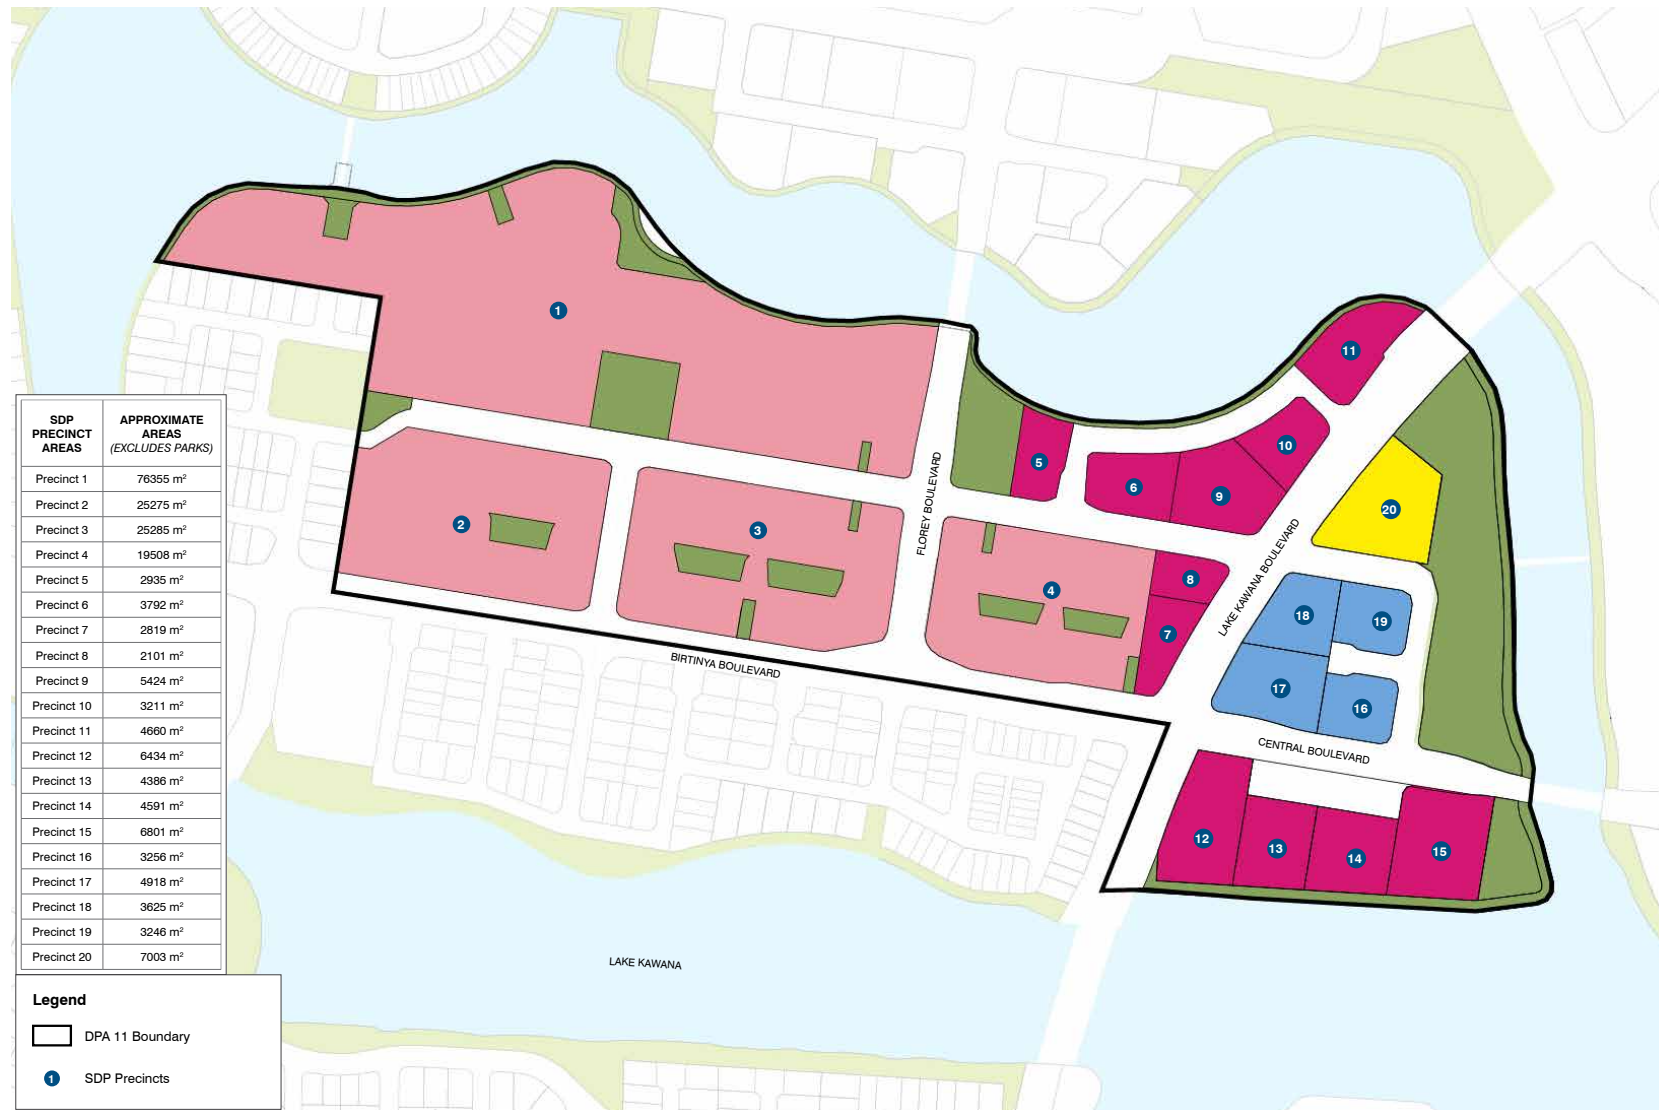 1
2
3
4
5
6
7
8
9
10
11
12
13
14
15
16
17
18
19
20
FLOREY BOULEVARD
LAKE KAWANA BOULEVARD
BIRTINYA BOULEVARD
CENTRAL BOULEVARD
LAKE KAWANA
SDP PRECINCT AREAS APPROXIMATE AREAS (EXCLUDES PARKS)
Precinct 1 76355 m²
Precinct 2 25275 m²
Precinct 3 25285 m²
Precinct 4 19508 m²
Precinct 5 2935 m²
Precinct 6 3792 m²
Precinct 7 2819 m²
Precinct 8 2101 m²
Precinct 9 5424 m²
Precinct 10 3211 m²
Precinct 11 4660 m²
Precinct 12 6434 m²
Precinct 13 4386 m²
Precinct 14 4591 m²
Precinct 15 6801 m²
Precinct 16 3256 m²
Precinct 17 4918 m²
Precinct 18 3625 m²
Precinct 19 3246 m²
Precinct 20 7003 m²
Legend
DPA 11 Boundary
1 SDP Precincts